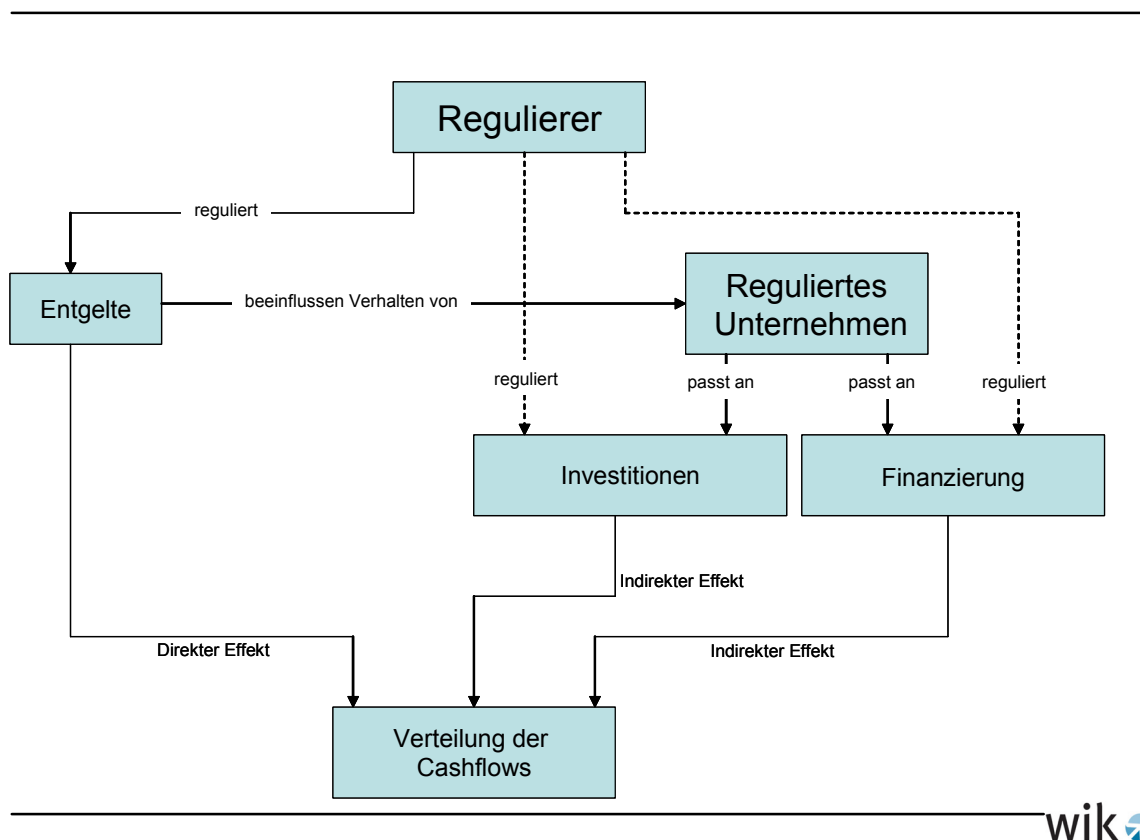 Regulierer
reguliert
Entgelte
beeinflussen Verhalten von
Reguliertes
Unternehmen
reguliert
passt an
passt an
reguliert
Investitionen
Finanzierung
Indirekter Effekt
Direkter Effekt
Indirekter Effekt
Verteilung der
Cashflows
wik